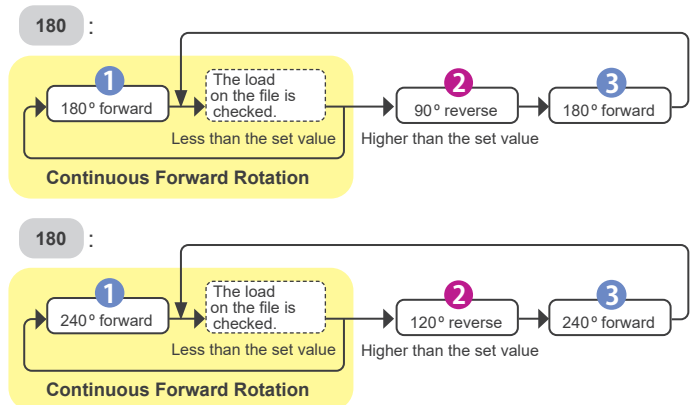 180 :
1 2 3
The load
on the file is
checked.
180° forward
90° reverse
180° forward
Less than the set value
Higher than the set value
Continuous Forward Rotation
180 :
1 2 3
The load
on the file is
checked.
240° forward
120° reverse
240° forward
Less than the set value
Higher than the set value
Continuous Forward Rotation